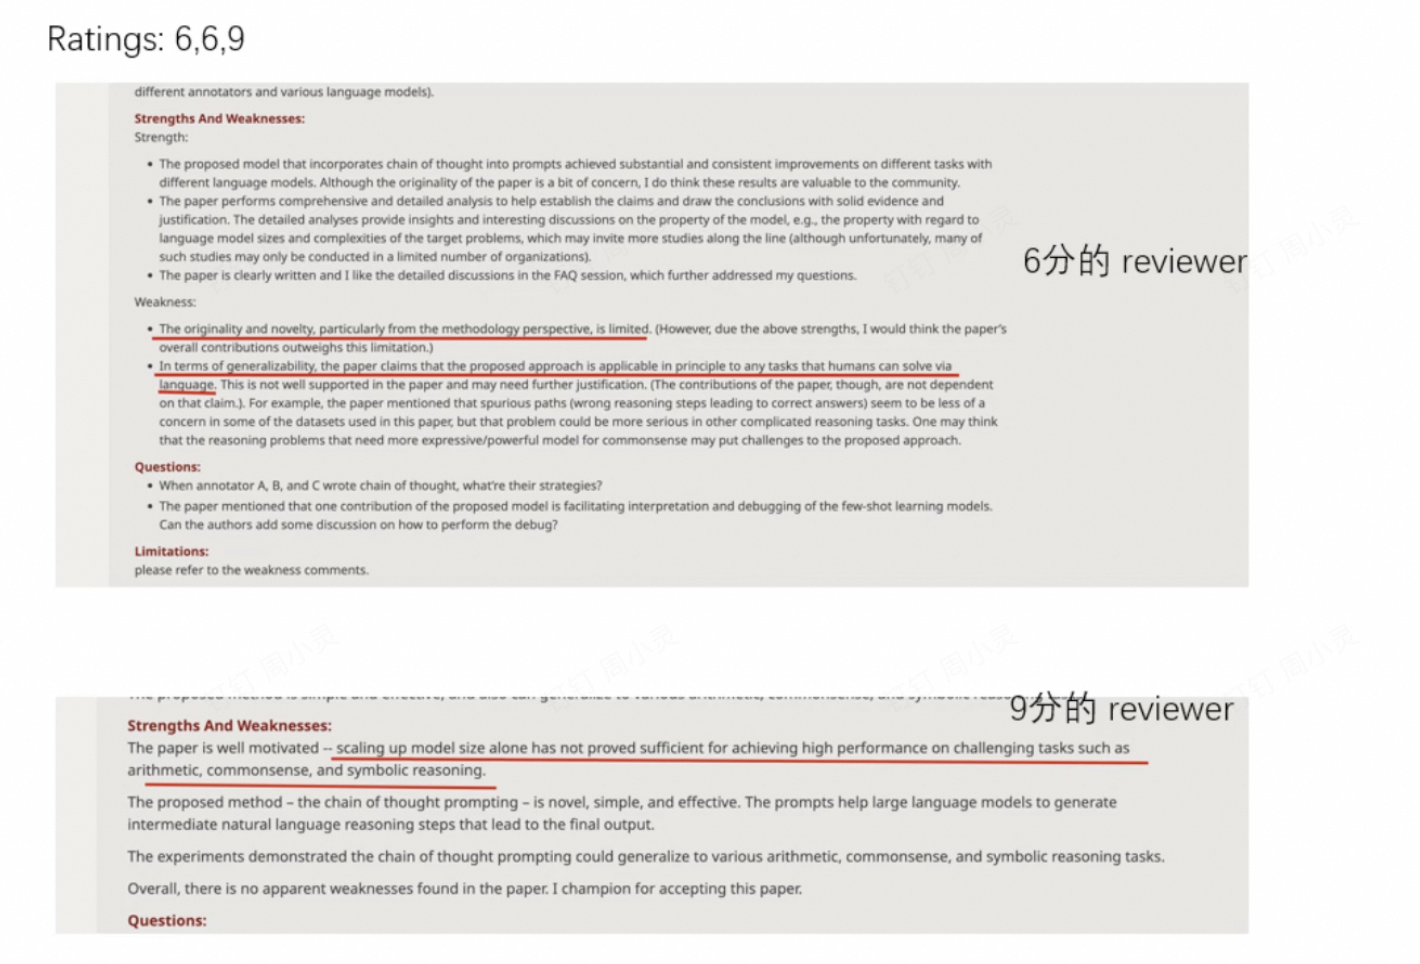 Ratings: 6,6,9
different annotators and various language models).
Strengths And Weaknesses:
Strength:
• The proposed model that incorporates chain of thought into prompts achieved substantial and consistent improvements on different tasks with
different language models. Although the originality of the paper is a bit of concern, I do think these results are valuable to the community.
• The paper performs comprehensive and detailed analysis to help establish the claims and draw the conclusions with solid evidence and
justification. The detailed analyses provide insights and interesting discussions on the property of the model, e.g., the property with regard to
language model sizes and complexities of the target problems, which may invite more studies along the line (although unfortunately, many of
such studies may only be conducted in a limited number of organizations).
• The paper is clearly written and I like the detailed discussions in the FAQ session, which further addressed my questions.
6分的 reviewer
Weakness:
• The originality and novelty, particularly from the methodology perspective, is limited. (However, due the above strengths, I would think the paper's
overall contributions outweighs this limitation.)
• In terms of generalizability, the paper claims that the proposed approach is applicable in principle to any tasks that humans can solve via
language. This is not well supported in the paper and may need further justification. (The contributions of the paper, though, are not dependent
on that claim.). For example, the paper mentioned that spurious paths (wrong reasoning steps leading to correct answers) seem to be less of a
concern in some of the datasets used in this paper, but that problem could be more serious in other complicated reasoning tasks. One may think
that the reasoning problems that need more expressive/powerful model for commonsense may put challenges to the proposed approach.
Questions:
• When annotator A, B, and C wrote chain of thought, what're their strategies?
• The paper mentioned that one contribution of the proposed model is facilitating interpretation and debugging of the few-shot learning models.
Can the authors add some discussion on how to perform the debug?
Limitations:
please refer to the weakness comments.
钉钉 周小灵
9分的 reviewer
Strengths And Weaknesses:
The paper is well motivated -- scaling up model size alone has not proved sufficient for achieving high performance on challenging tasks such as
arithmetic, commonsense, and symbolic reasoning.
The proposed method – the chain of thought prompting – is novel, simple, and effective. The prompts help large language models to generate
intermediate natural language reasoning steps that lead to the final output.
The experiments demonstrated the chain of thought prompting could generalize to various arithmetic, commonsense, and symbolic reasoning tasks.
Overall, there is no apparent weaknesses found in the paper. I champion for accepting this paper.
Questions: